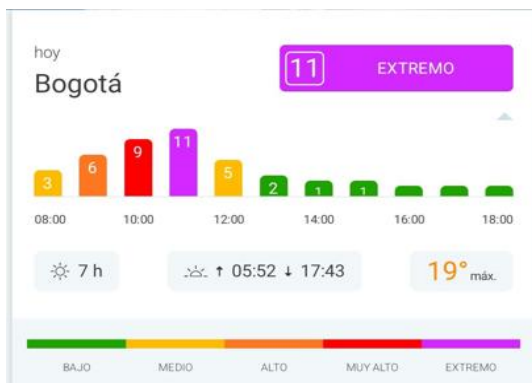 hoy
Bogotá
11 EXTREMO
3 6 9 11 5 2 1 1
08:00 10:00 12:00 14:00 16:00 18:00
7 h
↑ 05:52 ↓ 17:43
19° máx.
BAJO MEDIO ALTO MUY ALTO EXTREMO